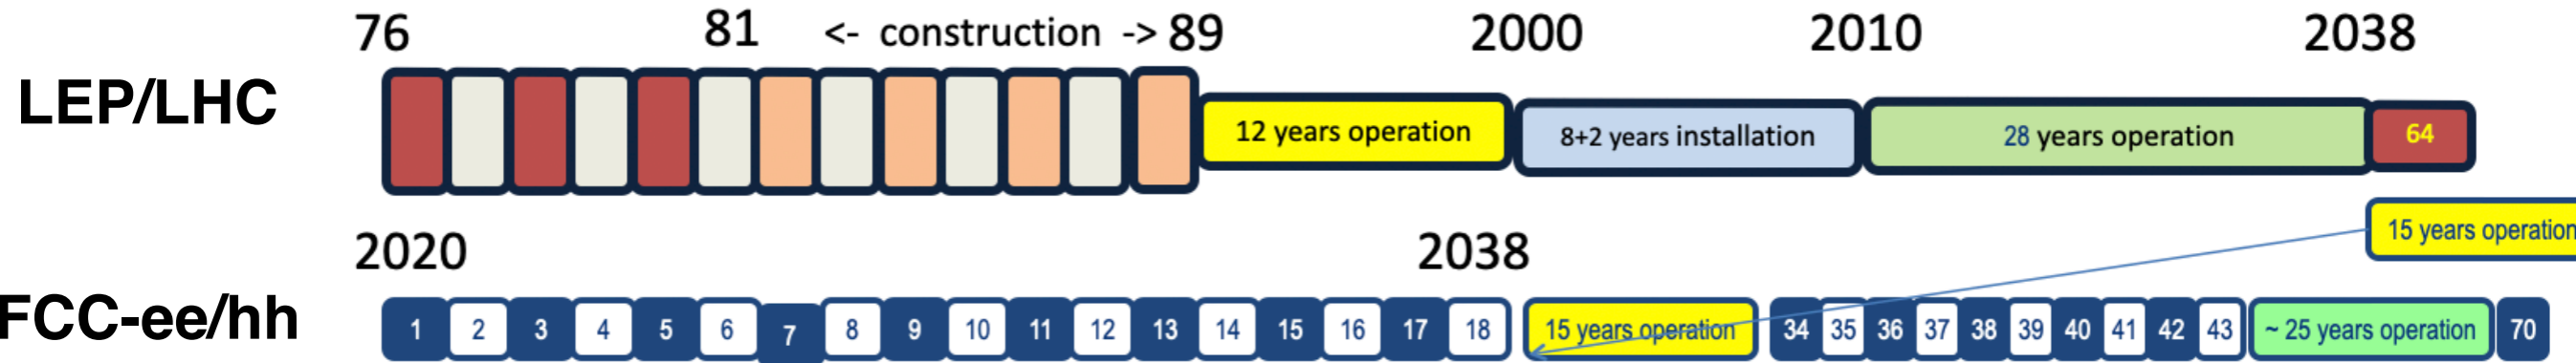 76 81 <- construction -> 89 2000 2010 2038
LEP/LHC
12 years operation 8+2 years installation 28 years operation 64
15 years operation
2020 2038
FCC-ee/hh
1 2 3 4 5 6 7 8 9 10 11 12 13 14 15 16 17 18 15 years operation 34 35 36 37 38 39 40 41 42 43 ~ 25 years operation 70